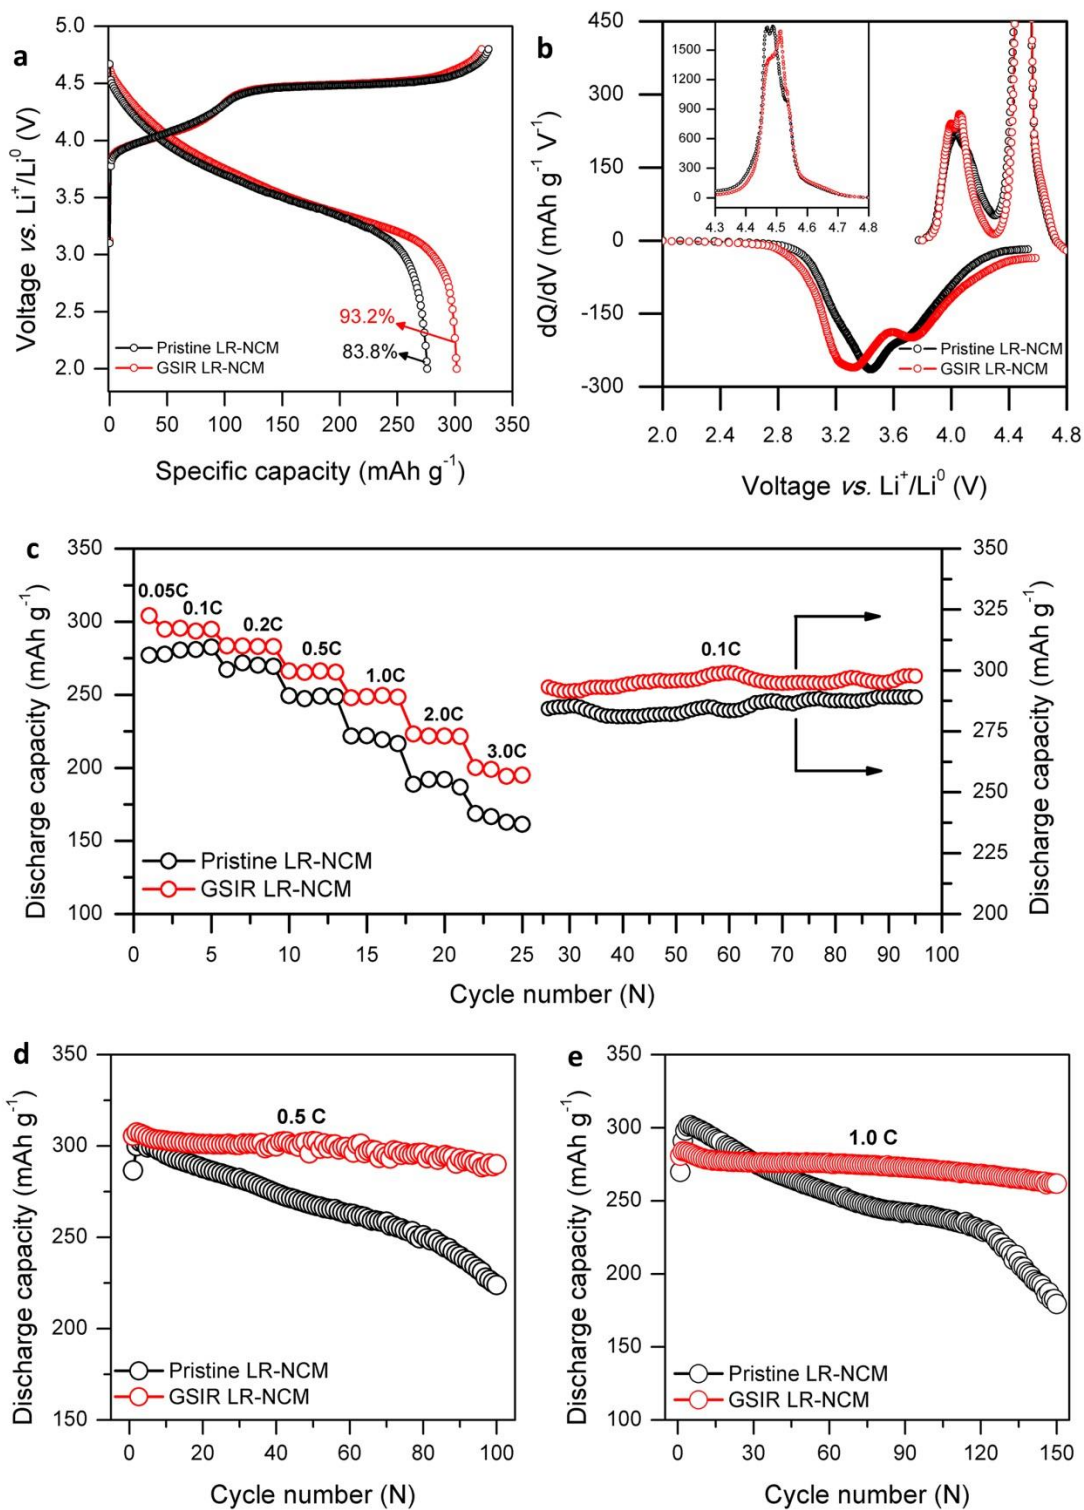 a
5.0
4.5
4.0
3.5
3.0
2.5
2.0
Voltage vs. Li⁺/Li⁰ (V)
93.2%
83.8%
Pristine LR-NCM
GSIR LR-NCM
0 50 100 150 200 250 300 350
Specific capacity (mAh g⁻¹)
b
450
300
150
0
-150
-300
dQ/dV (mAh g⁻¹ V⁻¹)
1500
1200
900
600
300
0
4.3 4.4 4.5 4.6 4.7 4.8
Pristine LR-NCM
GSIR LR-NCM
2.0 2.4 2.8 3.2 3.6 4.0 4.4 4.8
Voltage vs. Li⁺/Li⁰ (V)
c
350
300
250
200
150
100
Discharge capacity (mAh g⁻¹)
0.05C
0.1C
0.2C
0.5C
1.0C
2.0C
3.0C
0.1C
Pristine LR-NCM
GSIR LR-NCM
350
325
300
275
250
225
200
Discharge capacity (mAh g⁻¹)
0 5 10 15 20 25 30 40 50 60 70 80 90 100
Cycle number (N)
d
350
300
250
200
150
Discharge capacity (mAh g⁻¹)
0.5 C
Pristine LR-NCM
GSIR LR-NCM
0 20 40 60 80 100
Cycle number (N)
e
350
300
250
200
150
100
Discharge capacity (mAh g⁻¹)
1.0 C
Pristine LR-NCM
GSIR LR-NCM
0 30 60 90 120 150
Cycle number (N)